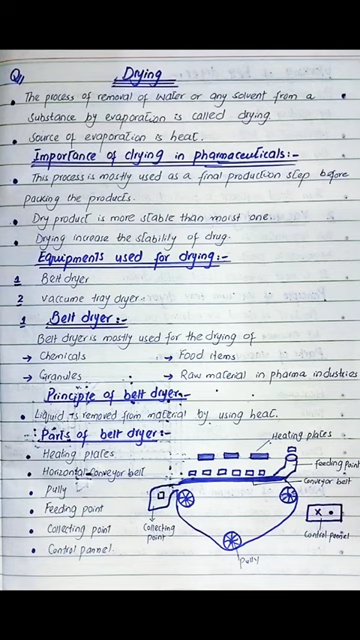 Q// Drying
• The process of removal of water or any solvent from a •
substance by evaporation is called drying
• Source of evaporation is heat.
Importance of drying in pharmaceuticals:-
• This process is mostly used as a final production step before
packing the products.
• Dry product is more stable than moist one.
• Drying increase the stability of drug.
Equipments used for drying:-
1 Belt dryer
2 Vaccume tray dryer.
1 Belt dryer:-
Belt dryer is mostly used for the drying of
→ Chemicals → Food items
→ Granules → Raw material in pharma industries
Principle of belt dryer
• Liquid is removed from material by using heat.
Parts of belt dryer:-
• Heating plates
• Horizontal conveyor belt
• pully
• Feeding point
• Collecting point
• Control pannel.
Heating plates
Feeding point
Conveyor belt
Collecting
point
x •
Control pannel
pully